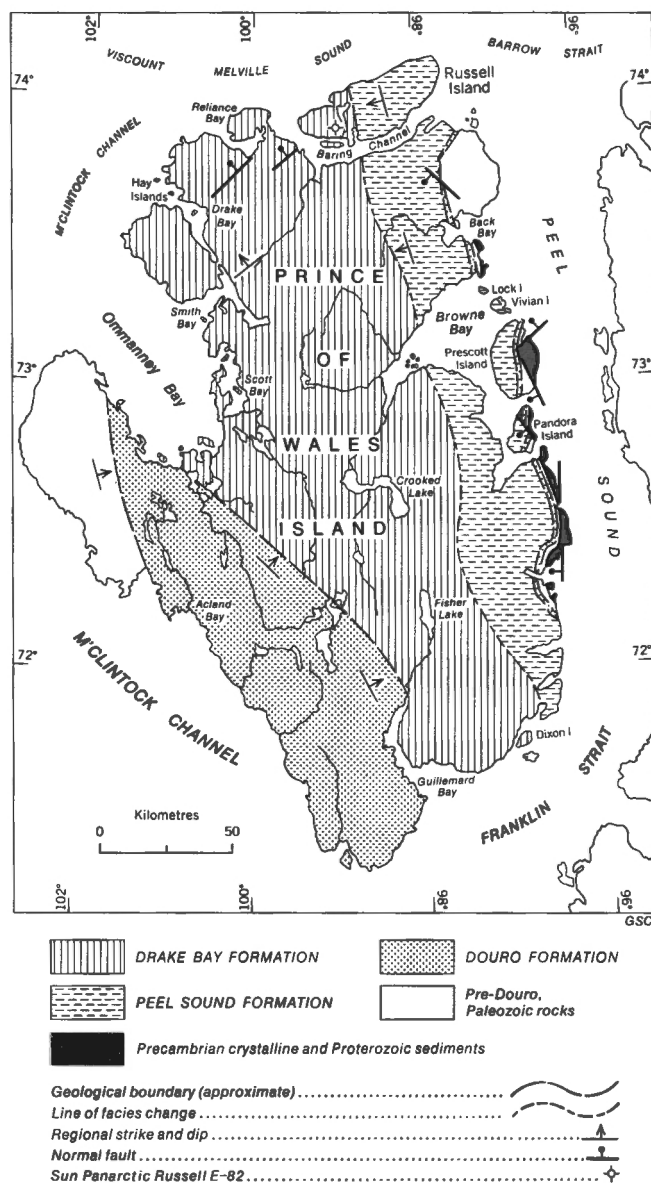 102°
100°
.86
.96
VISCOUNT MELVILLE SOUND
BARROW STRAIT
74°
74°
Russell
Island
Reliance
Bay
Baring Channel
M'CLINTOCK CHANNEL
Hay
Islands
Drake
Bay
Back
Bay
PEEL
PRINCE
Lock I
Vivian I
Smith
Bay
Browne
Bay
Ommanney Bay
OF
Prescott
Island
73°
73°
Scott
Bay
WALES
Pandora
Island
Crooked
Lake
SOUND
ISLAND
Acland
Bay
Fisher
Lake
72°
72°
M'CLINTOCK CHANNEL
Dixon I
Guillemard
Bay
FRANKLIN STRAIT
Kilometres
0 50
102°
100°
.86
.96
GSC
DRAKE BAY FORMATION
DOURO FORMATION
PEEL SOUND FORMATION
Pre-Douro,
Paleozoic rocks
Precambrian crystalline and Proterozoic sediments
Geological boundary (approximate)
Line of facies change
Regional strike and dip
Normal fault
Sun Panarctic Russell E-82